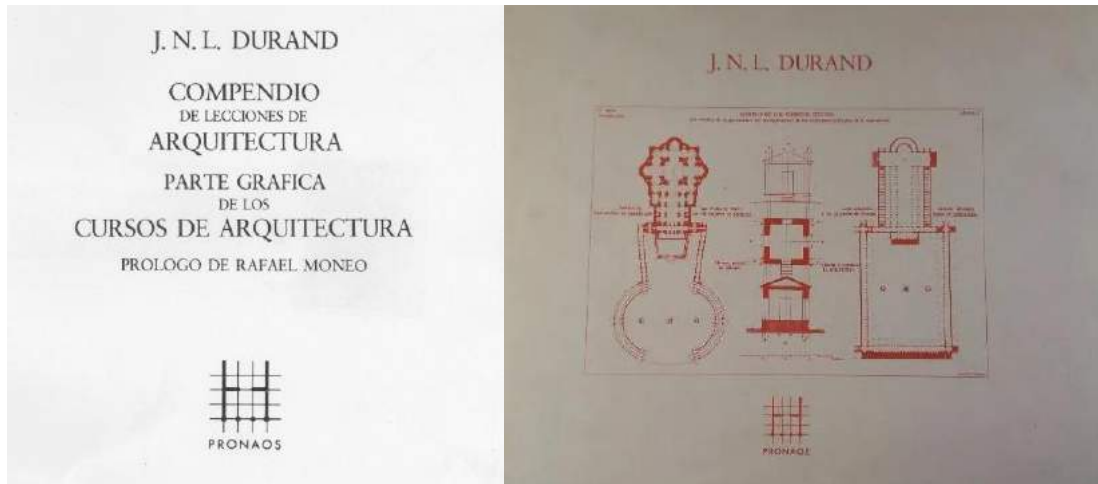 J. N. L. DURAND
COMPENDIO
DE LECCIONES DE
ARQUITECTURA
PARTE GRAFICA
DE LOS
CURSOS DE ARQUITECTURA
PROLOGO DE RAFAEL MONEO
PRONAOS
J. N. L. DURAND
PRONAOS